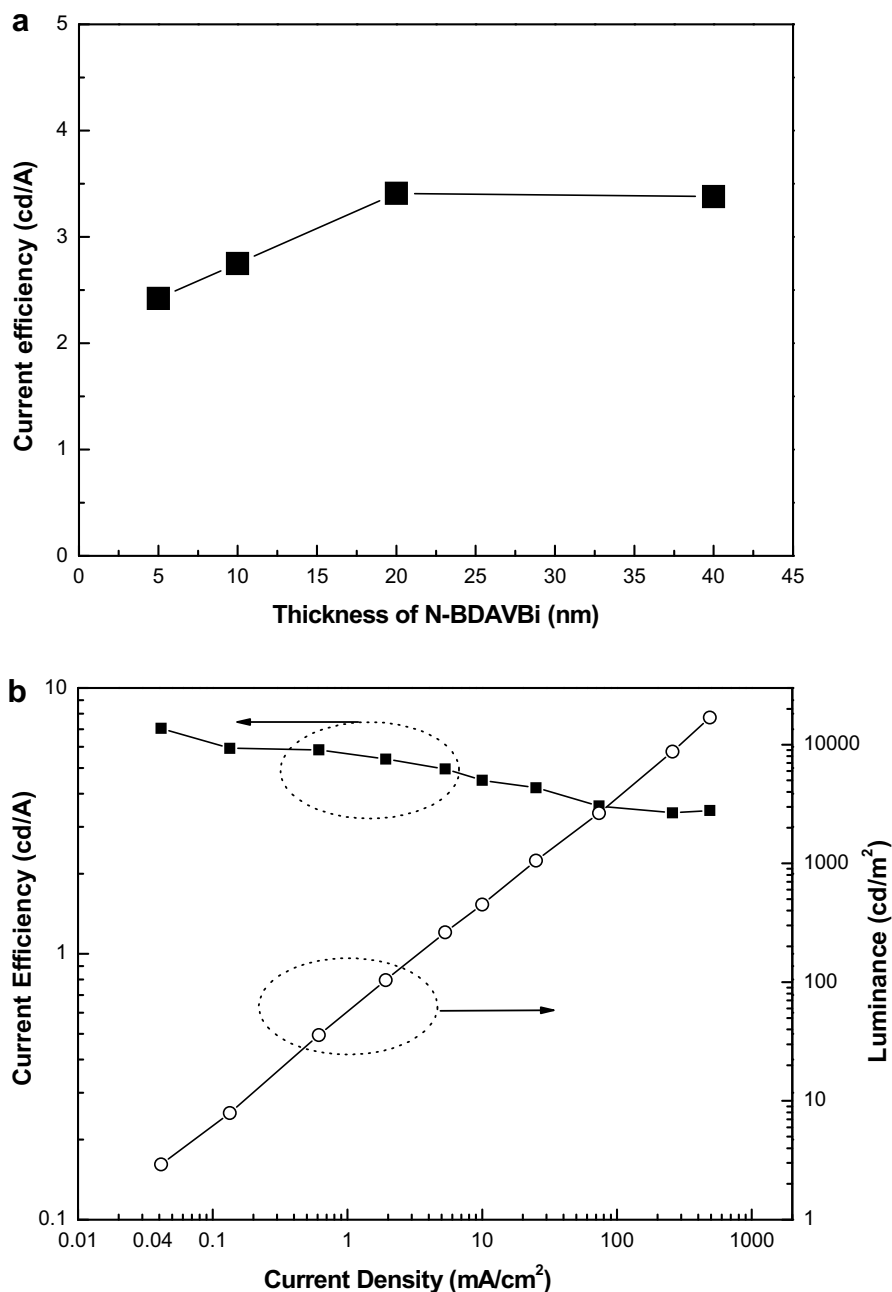 a
5
4
3
2
1
0
Current efficiency (cd/A)
0 5 10 15 20 25 30 35 40 45
Thickness of N-BDAVBi (nm)
b
10
1
0.1
Current Efficiency (cd/A)
10000
1000
100
10
1
Luminance (cd/m²)
0.01 0.04 0.1 1 10 100 1000
Current Density (mA/cm²)